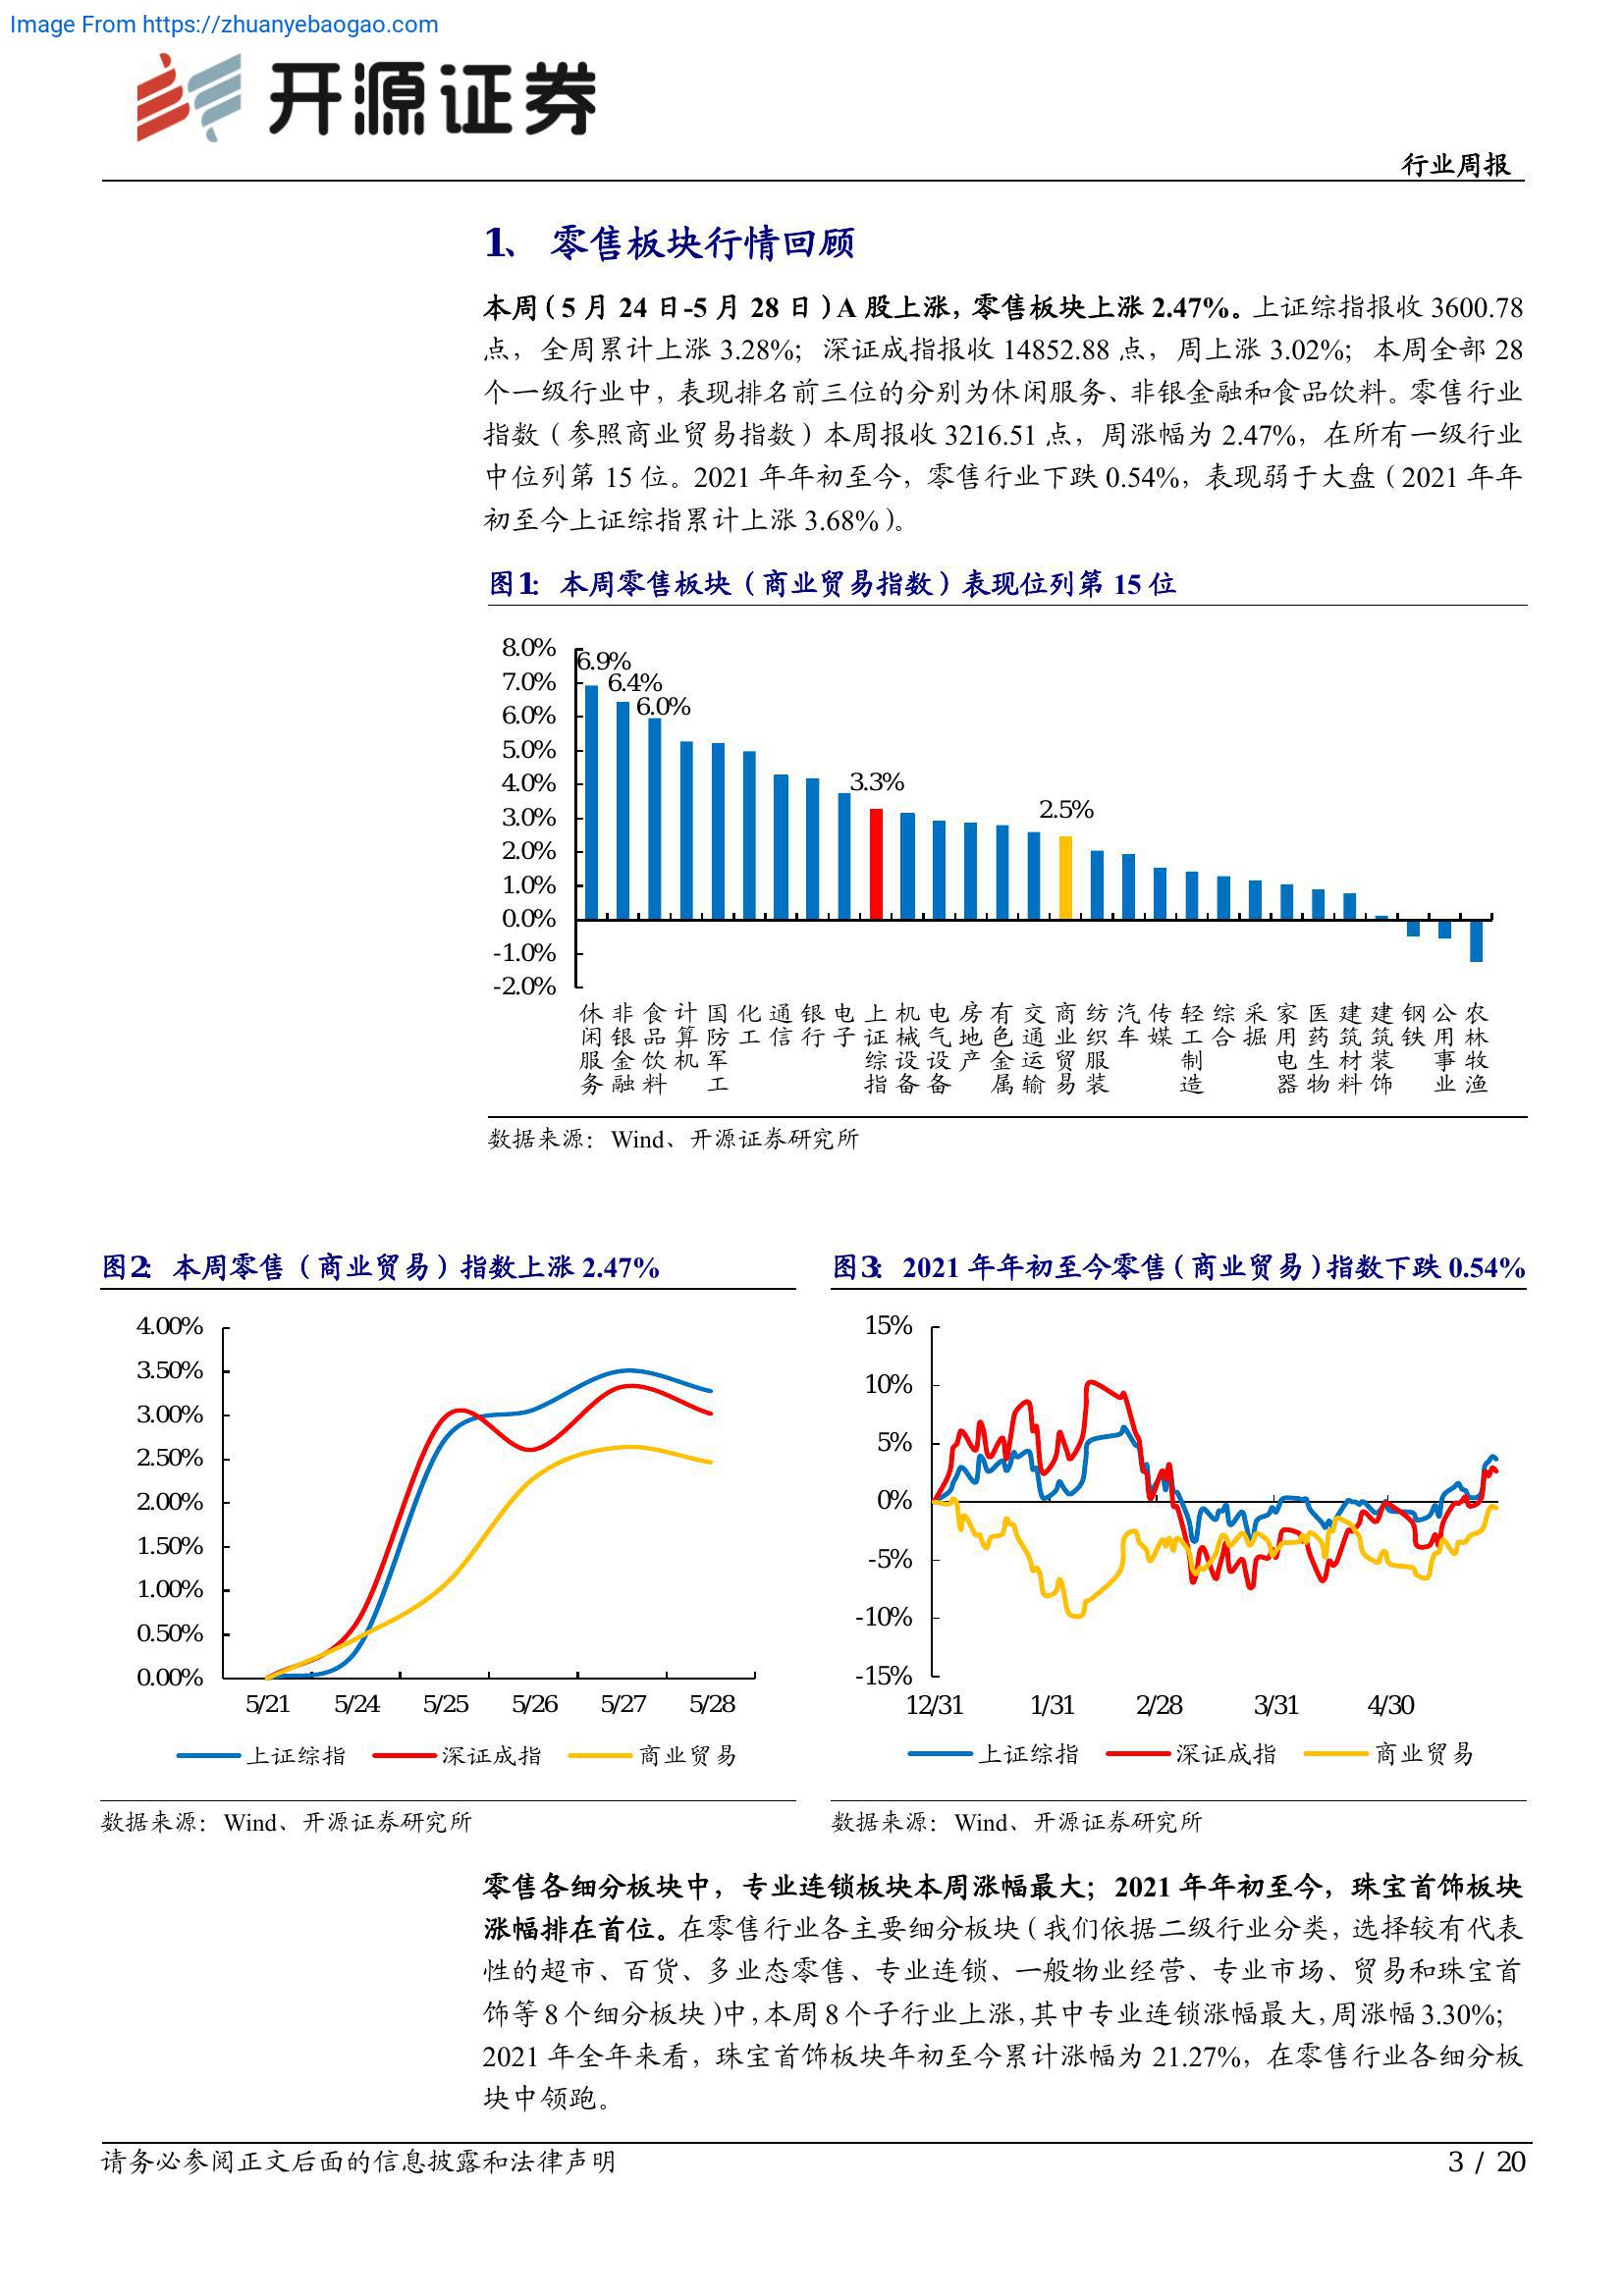 Image From https://zhuanyebaogao.com
开源证券
行业周报
1、 零售板块行情回顾
本周（5 月 24 日-5 月 28 日）A 股上涨，零售板块上涨 2.47%。上证综指报收 3600.78
点，全周累计上涨 3.28%；深证成指报收 14852.88 点，周上涨 3.02%；本周全部 28
个一级行业中，表现排名前三位的分别为休闲服务、非银金融和食品饮料。零售行业
指数（参照商业贸易指数）本周报收 3216.51 点，周涨幅为 2.47%，在所有一级行业
中位列第 15 位。2021 年年初至今，零售行业下跌 0.54%，表现弱于大盘（2021 年年
初至今上证综指累计上涨 3.68%）。
图1： 本周零售板块（商业贸易指数）表现位列第 15 位
8.0%
7.0%
6.0%
5.0%
4.0%
3.0%
2.0%
1.0%
0.0%
-1.0%
-2.0%
6.9%
6.4%
6.0%
3.3%
2.5%
休闲服务
非银金融
食品饮料
计算机
国防军工
化工
通信
银行
电子
上证综指
机械设备
电气设备
房地产
有色金属
交通运输
商业贸易
纺织服装
汽车
传媒
轻工制造
综合
采掘
家用电器
医药生物
建筑材料
建筑装饰
钢铁
公用事业
农林牧渔
数据来源：Wind、开源证券研究所
图2： 本周零售（商业贸易）指数上涨 2.47%
4.00%
3.50%
3.00%
2.50%
2.00%
1.50%
1.00%
0.50%
0.00%
5/21 5/24 5/25 5/26 5/27 5/28
上证综指 深证成指 商业贸易
数据来源：Wind、开源证券研究所
图3： 2021 年年初至今零售（商业贸易）指数下跌 0.54%
15%
10%
5%
0%
-5%
-10%
-15%
12/31 1/31 2/28 3/31 4/30
上证综指 深证成指 商业贸易
数据来源：Wind、开源证券研究所
零售各细分板块中，专业连锁板块本周涨幅最大；2021 年年初至今，珠宝首饰板块
涨幅排在首位。在零售行业各主要细分板块（我们依据二级行业分类，选择较有代表
性的超市、百货、多业态零售、专业连锁、一般物业经营、专业市场、贸易和珠宝首
饰等 8 个细分板块）中，本周 8 个子行业上涨，其中专业连锁涨幅最大，周涨幅 3.30%；
2021 年全年来看，珠宝首饰板块年初至今累计涨幅为 21.27%，在零售行业各细分板
块中领跑。
请务必参阅正文后面的信息披露和法律声明
3 / 20